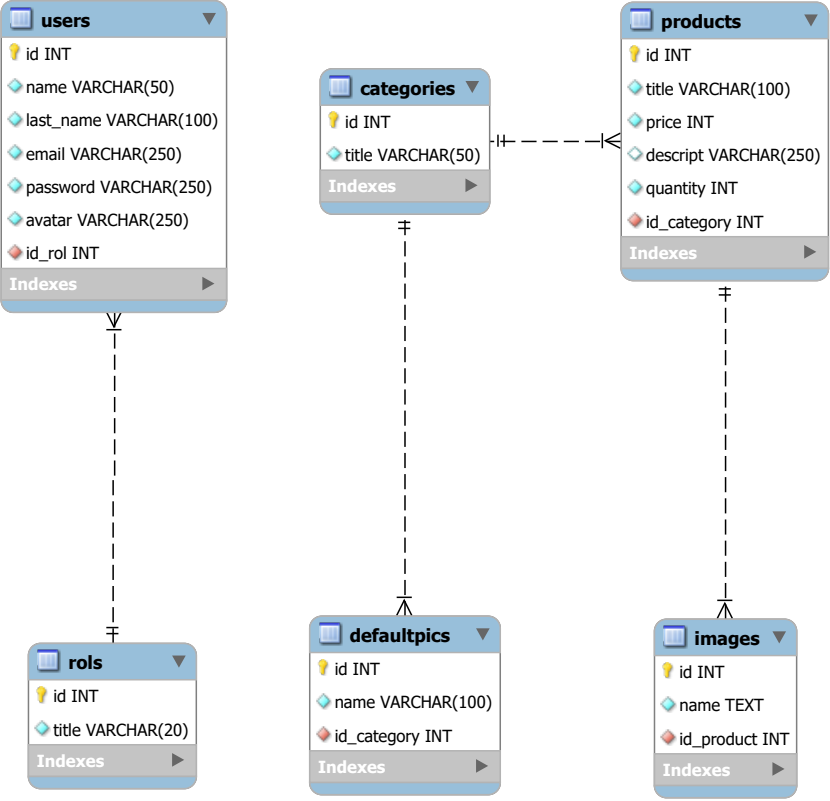 users
id INT
name VARCHAR(50)
last_name VARCHAR(100)
email VARCHAR(250)
password VARCHAR(250)
avatar VARCHAR(250)
id_rol INT
Indexes
categories
id INT
title VARCHAR(50)
Indexes
products
id INT
title VARCHAR(100)
price INT
descript VARCHAR(250)
quantity INT
id_category INT
Indexes
rols
id INT
title VARCHAR(20)
Indexes
defaultpics
id INT
name VARCHAR(100)
id_category INT
Indexes
images
id INT
name TEXT
id_product INT
Indexes